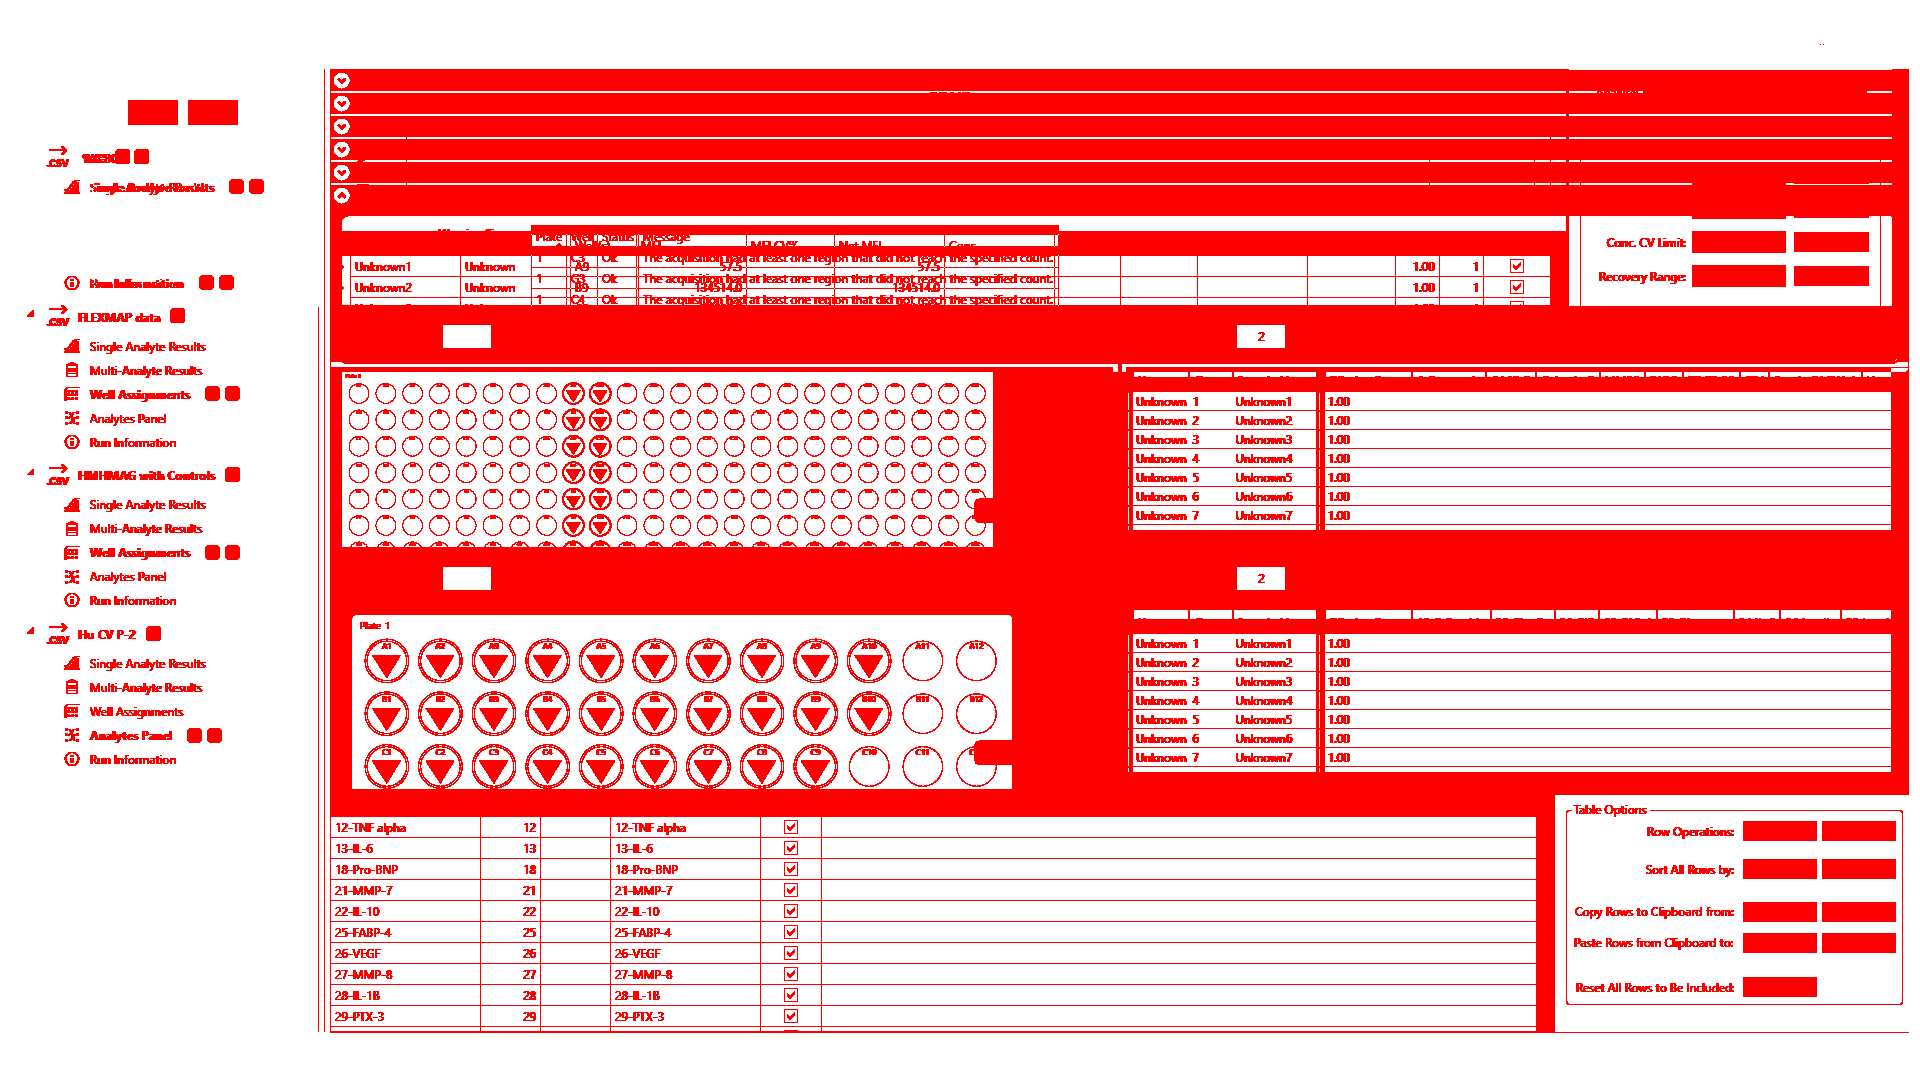 .CSV
Single Analyte Results
Run Information
.CSV FLEXMAP data
Single Analyte Results
Multi-Analyte Results
Well Assignments
Analytes Panel
Run Information
.CSV HMHMAG with Controls
Single Analyte Results
Multi-Analyte Results
Well Assignments
Analytes Panel
Run Information
.CSV Hu CV P-2
Single Analyte Results
Multi-Analyte Results
Well Assignments
Analytes Panel
Run Information
Plate Well Status Message
1 Ok The acquisition had at least one region that did not reach the specified count.
Unknown1 Unknown A9 57.5 57.5 1.00 1
1 G3 Ok The acquisition had at least one region that did not reach the specified count.
Unknown2 Unknown B9 134514.0 134514.0 1.00 1
1 C4 Ok The acquisition had at least one region that did not reach the specified count.
Conc. CV Limit:
Recovery Range:
2
Unknown 1 Unknown1 1.00
Unknown 2 Unknown2 1.00
Unknown 3 Unknown3 1.00
Unknown 4 Unknown4 1.00
Unknown 5 Unknown5 1.00
Unknown 6 Unknown6 1.00
Unknown 7 Unknown7 1.00
2
Plate 1
A1 A2 A3 A4 A5 A6 A7 A8 A9 A10 A11 A12
B1 B2 B3 B4 B5 B6 B7 B8 B9 B10 B11 B12
C1 C2 C3 C4 C5 C6 C7 C8 C9 C10 C11
Unknown 1 Unknown1 1.00
Unknown 2 Unknown2 1.00
Unknown 3 Unknown3 1.00
Unknown 4 Unknown4 1.00
Unknown 5 Unknown5 1.00
Unknown 6 Unknown6 1.00
Unknown 7 Unknown7 1.00
12-TNF alpha 12 12-TNF alpha
13-IL-6 13 13-IL-6
18-Pro-BNP 18 18-Pro-BNP
21-MMP-7 21 21-MMP-7
22-IL-10 22 22-IL-10
25-FABP-4 25 25-FABP-4
26-VEGF 26 26-VEGF
27-MMP-8 27 27-MMP-8
28-IL-1B 28 28-IL-1B
29-PTX-3 29 29-PTX-3
Table Options
Row Operations:
Sort All Rows by:
Copy Rows to Clipboard from:
Paste Rows from Clipboard to:
Reset All Rows to Be Included: